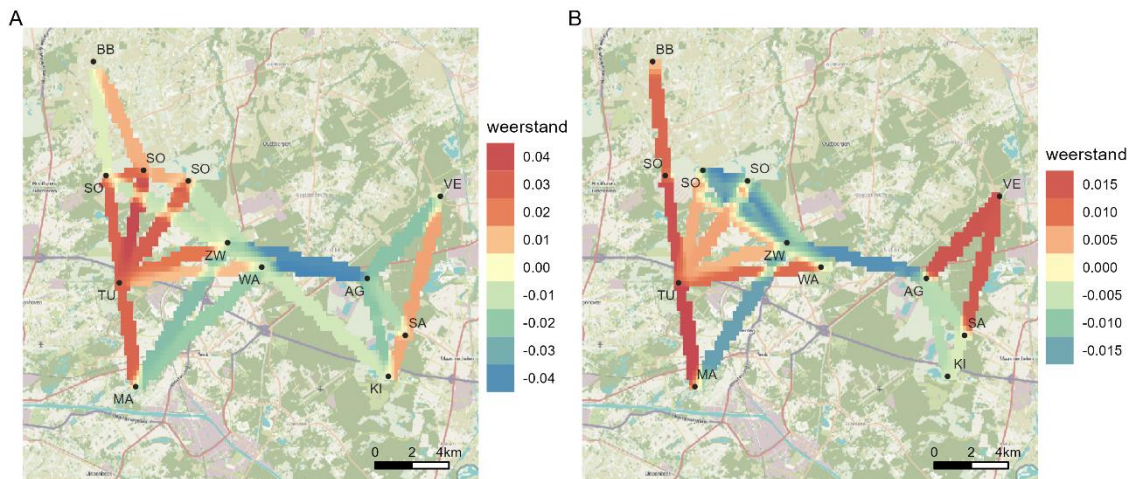 A
BB
SO
SO
SO
VE
ZW
WA
TU
AG
SA
MA
KI
0 2 4km
weerstand
0.04
0.03
0.02
0.01
0.00
-0.01
-0.02
-0.03
-0.04
B
BB
SO
SO
SO
VE
ZW
WA
TU
AG
SA
MA
KI
0 2 4km
weerstand
0.015
0.010
0.005
0.000
-0.005
-0.010
-0.015